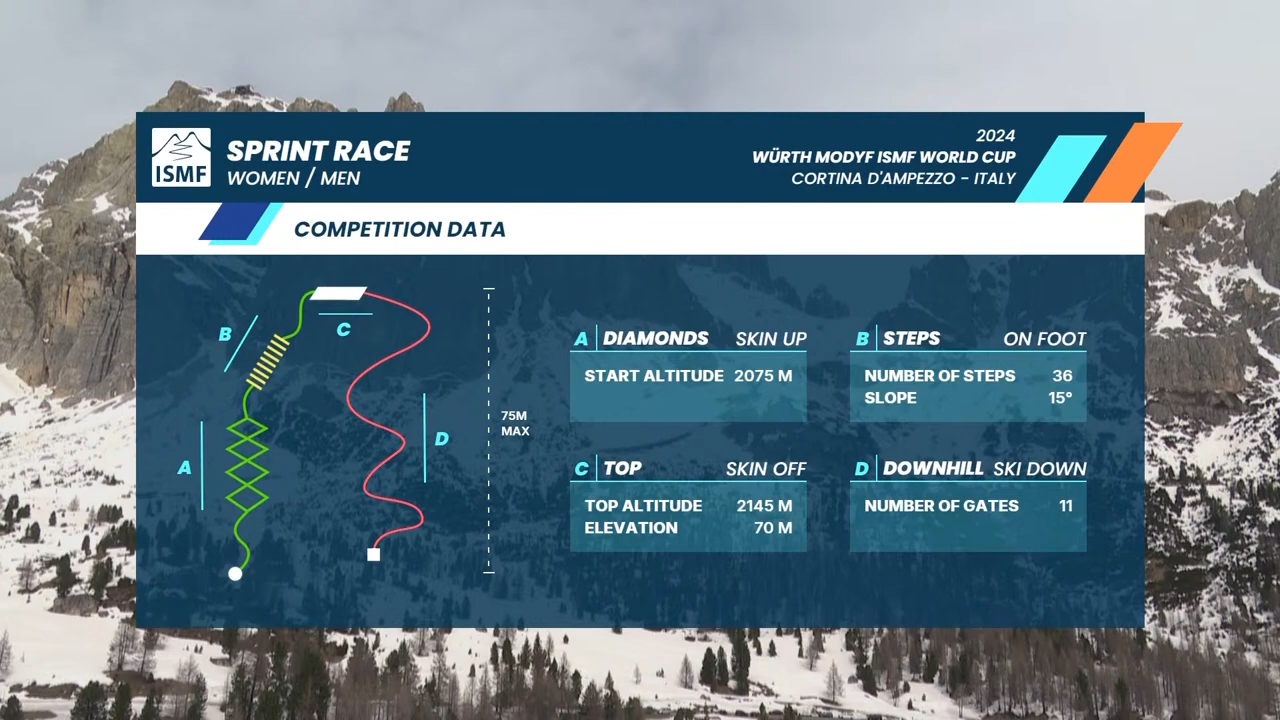 ISMF
SPRINT RACE
WOMEN / MEN
2024
WÜRTH MODYF ISMF WORLD CUP
CORTINA D'AMPEZZO - ITALY
COMPETITION DATA
A
B
C
D
75M
MAX
A DIAMONDS SKIN UP
START ALTITUDE 2075 M
B STEPS ON FOOT
NUMBER OF STEPS 36
SLOPE 15°
C TOP SKIN OFF
TOP ALTITUDE 2145 M
ELEVATION 70 M
D DOWNHILL SKI DOWN
NUMBER OF GATES 11